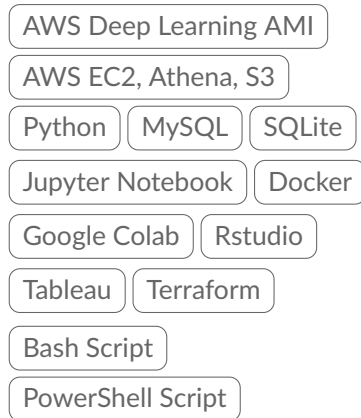 AWS Deep Learning AMI
AWS EC2, Athena, S3
Python MySQL SQLite
Jupyter Notebook Docker
Google Colab Rstudio
Tableau Terraform
Bash Script
PowerShell Script